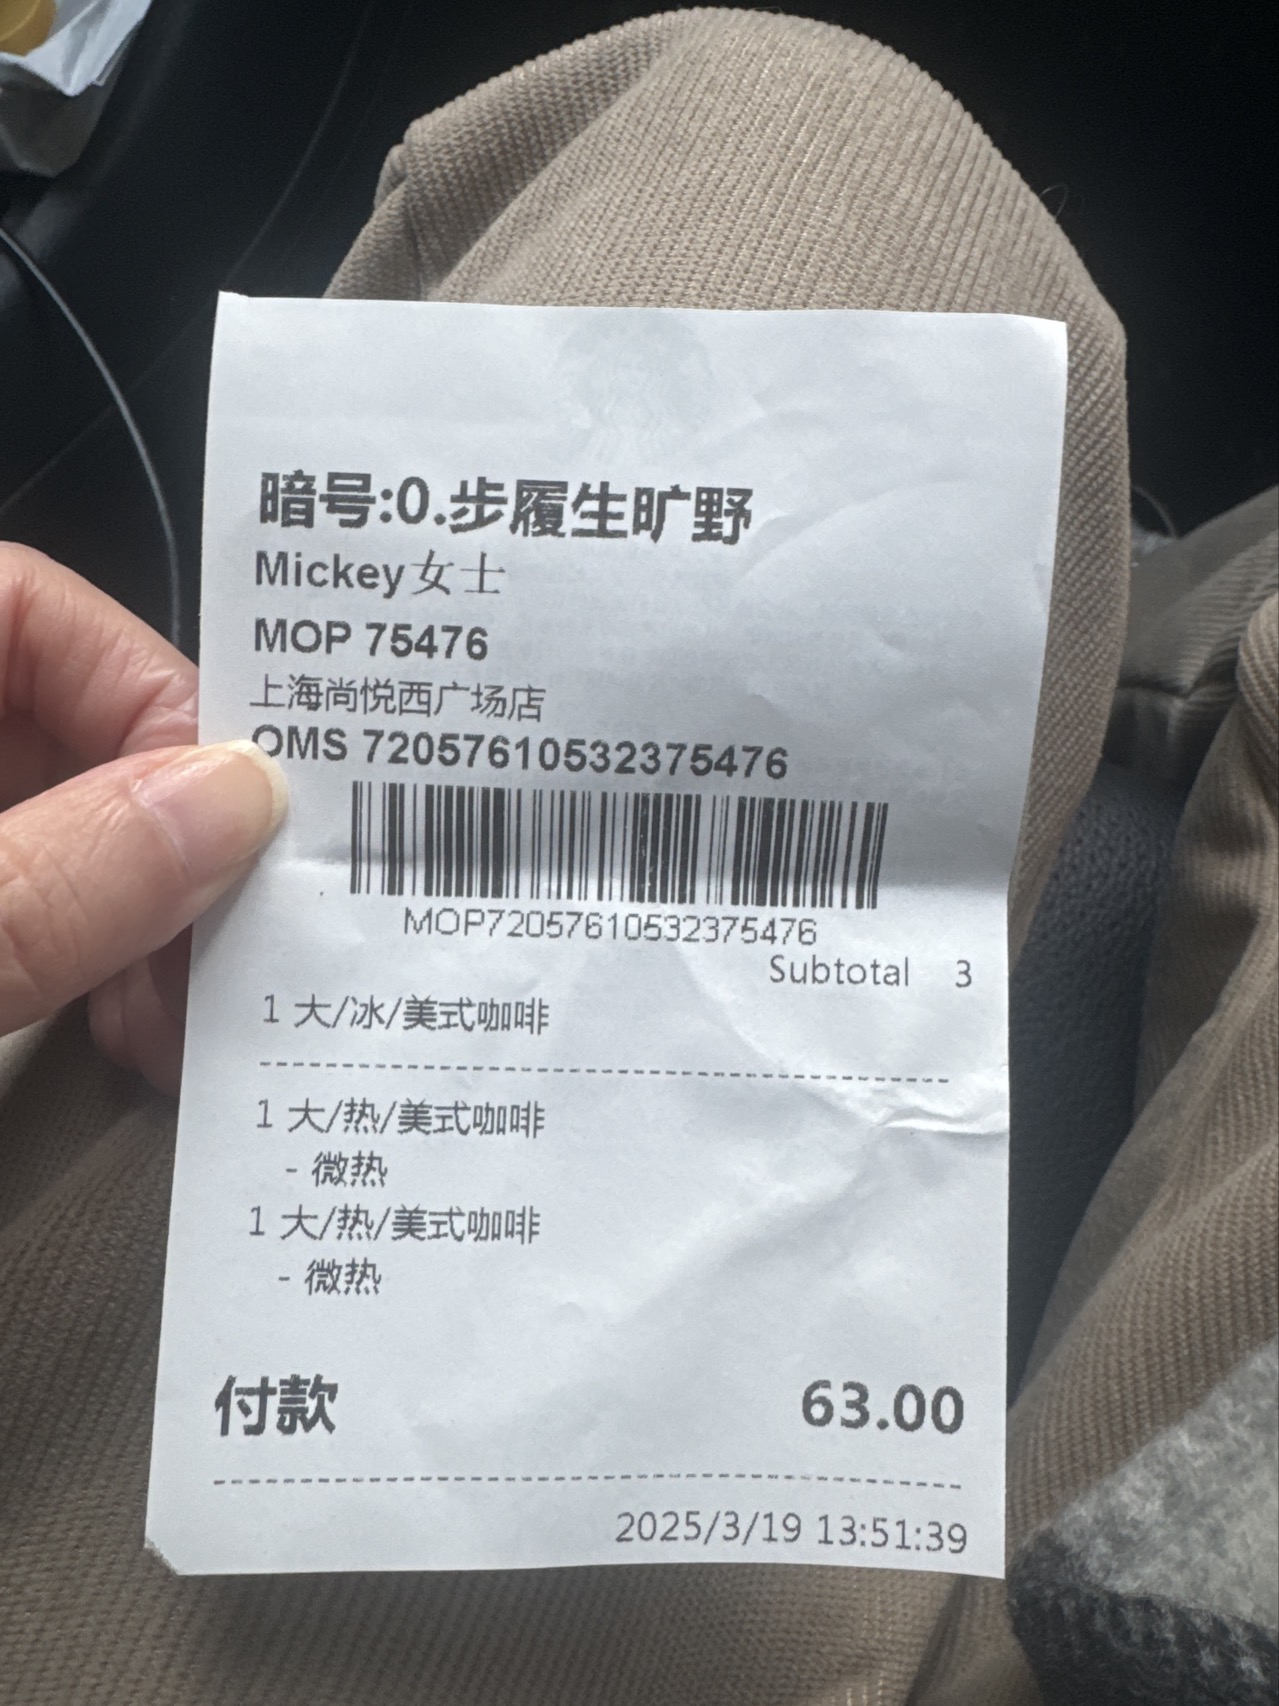 暗号:0.步履生旷野
Mickey女士
MOP 75476
上海尚悦西广场店
OMS 72057610532375476
MOP72057610532375476
Subtotal 3
1 大/冰/美式咖啡
1 大/热/美式咖啡
- 微热
1 大/热/美式咖啡
- 微热
付款 63.00
2025/3/19 13:51:39